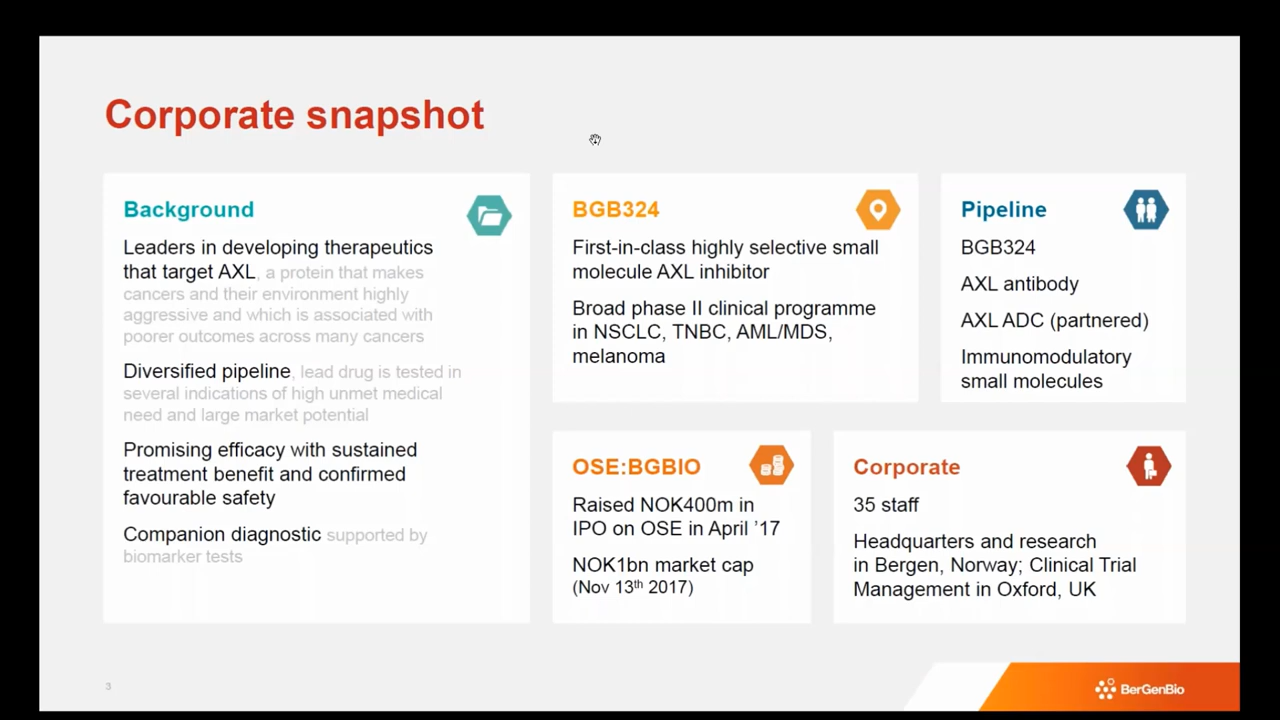 Corporate snapshot
Background
Leaders in developing therapeutics
that target AXL, a protein that makes
cancers and their environment highly
aggressive and which is associated with
poorer outcomes across many cancers
Diversified pipeline, lead drug is tested in
several indications of high unmet medical
need and large market potential
Promising efficacy with sustained
treatment benefit and confirmed
favourable safety
Companion diagnostic supported by
biomarker tests
BGB324
First-in-class highly selective small
molecule AXL inhibitor
Broad phase II clinical programme
in NSCLC, TNBC, AML/MDS,
melanoma
Pipeline
BGB324
AXL antibody
AXL ADC (partnered)
Immunomodulatory
small molecules
OSE:BGBIO
Raised NOK400m in
IPO on OSE in April ’17
NOK1bn market cap
(Nov 13th 2017)
Corporate
35 staff
Headquarters and research
in Bergen, Norway; Clinical Trial
Management in Oxford, UK
3
BerGenBio